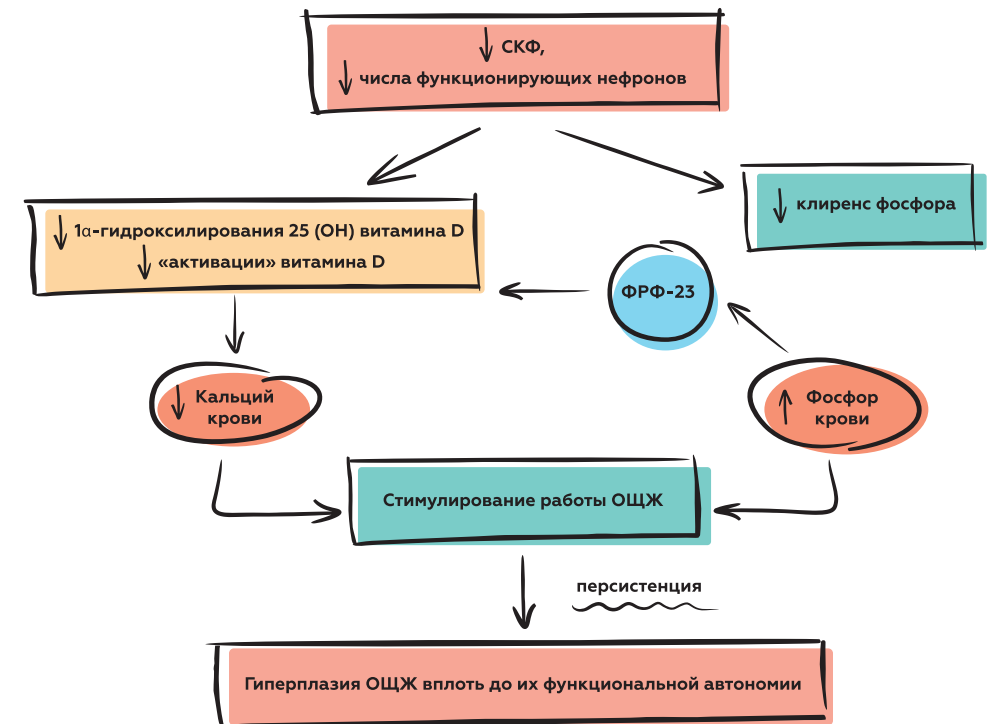 ↓ СКФ,
↓ числа функционирующих нефронов
↓ клиренс фосфора
↓ 1α-гидроксилирования 25 (ОН) витамина D
↓ «активации» витамина D
ФРФ-23
↓ Кальций
крови
↑ Фосфор
крови
Стимулирование работы ОЩЖ
персистенция
Гиперплазия ОЩЖ вплоть до их функциональной автономии